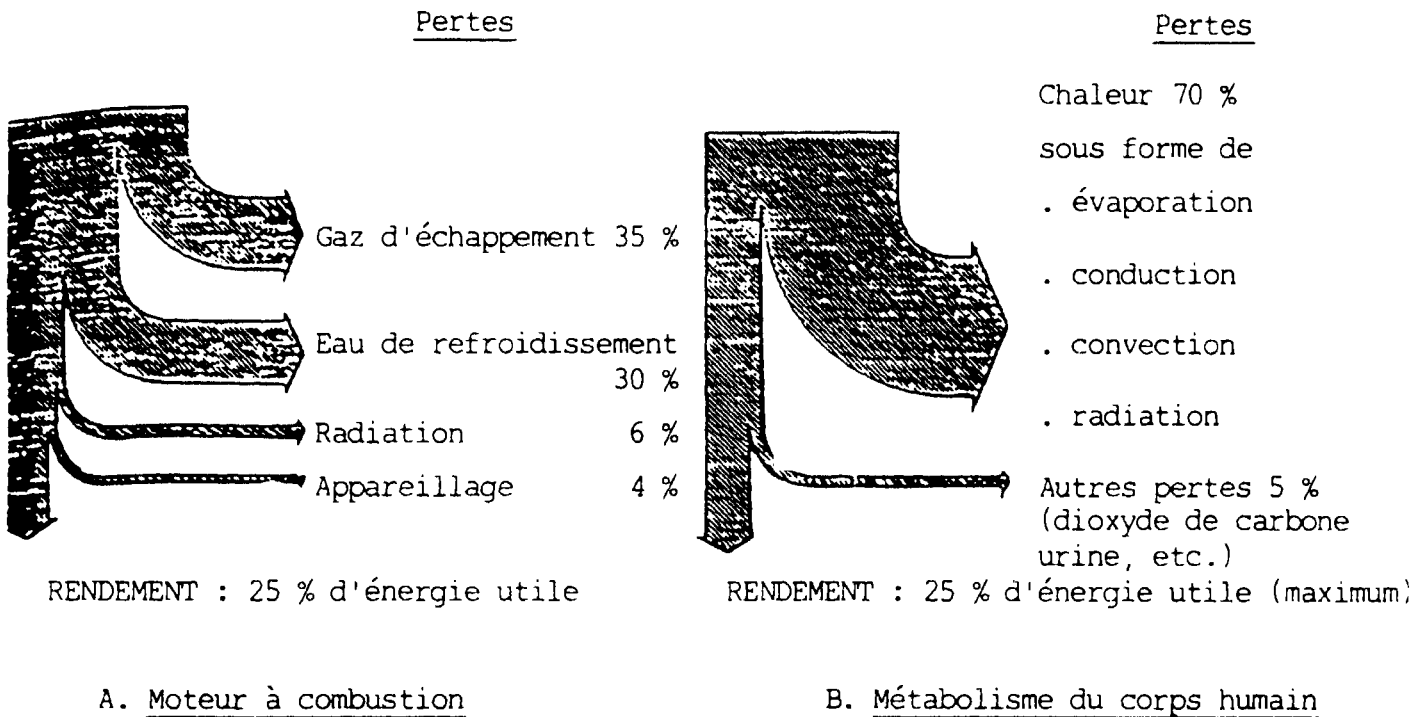 Pertes
Gaz d'échappement 35 %
Eau de refroidissement
30 %
Radiation 6 %
Appareillage 4 %
RENDEMENT : 25 % d'énergie utile
A. Moteur à combustion
Pertes
Chaleur 70 %
sous forme de
. évaporation
. conduction
. convection
. radiation
Autres pertes 5 %
(dioxyde de carbone
urine, etc.)
RENDEMENT : 25 % d'énergie utile (maximum)
B. Métabolisme du corps humain